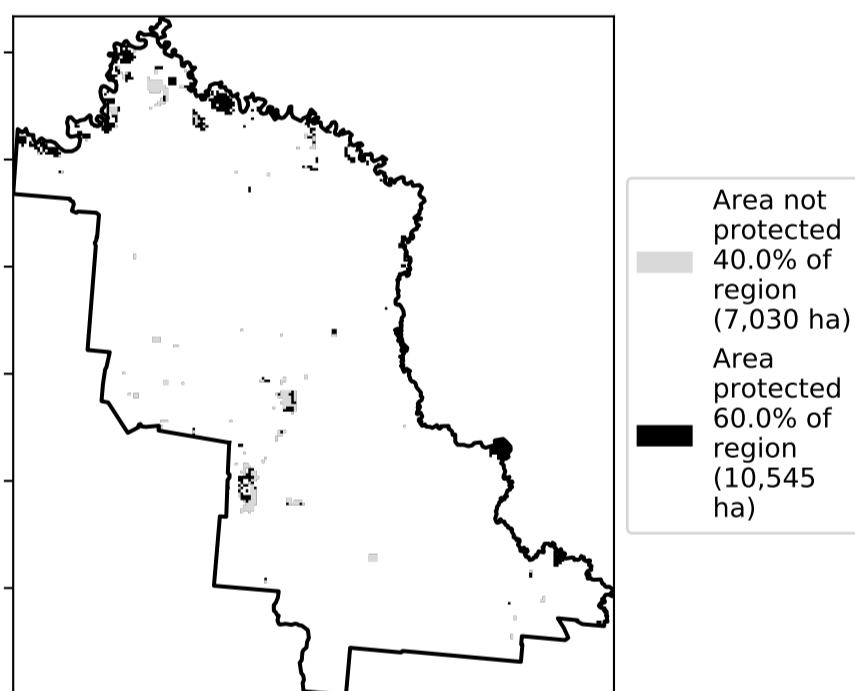 Area not
protected
40.0% of
region
(7,030 ha)
Area
protected
60.0% of
region
(10,545
ha)